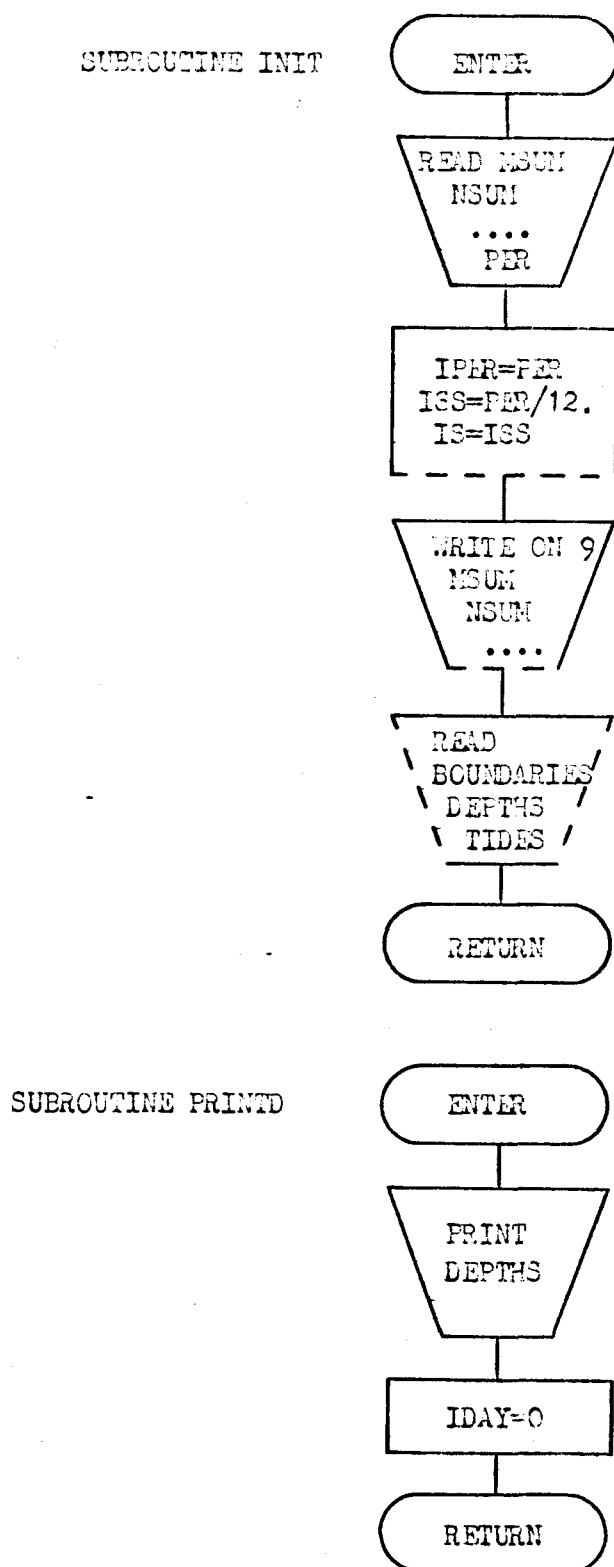 SUBROUTINE INIT
ENTER
READ MSUM
NSUM
....
PER
IPER=PER
ISS=PER/12.
IS=ISS
WRITE ON 9
MSUM
NSUM
....
READ
BOUNDARIES
DEPTHS
TIDES
RETURN
SUBROUTINE PRINTD
ENTER
PRINT
DEPTHS
IDAY=0
RETURN